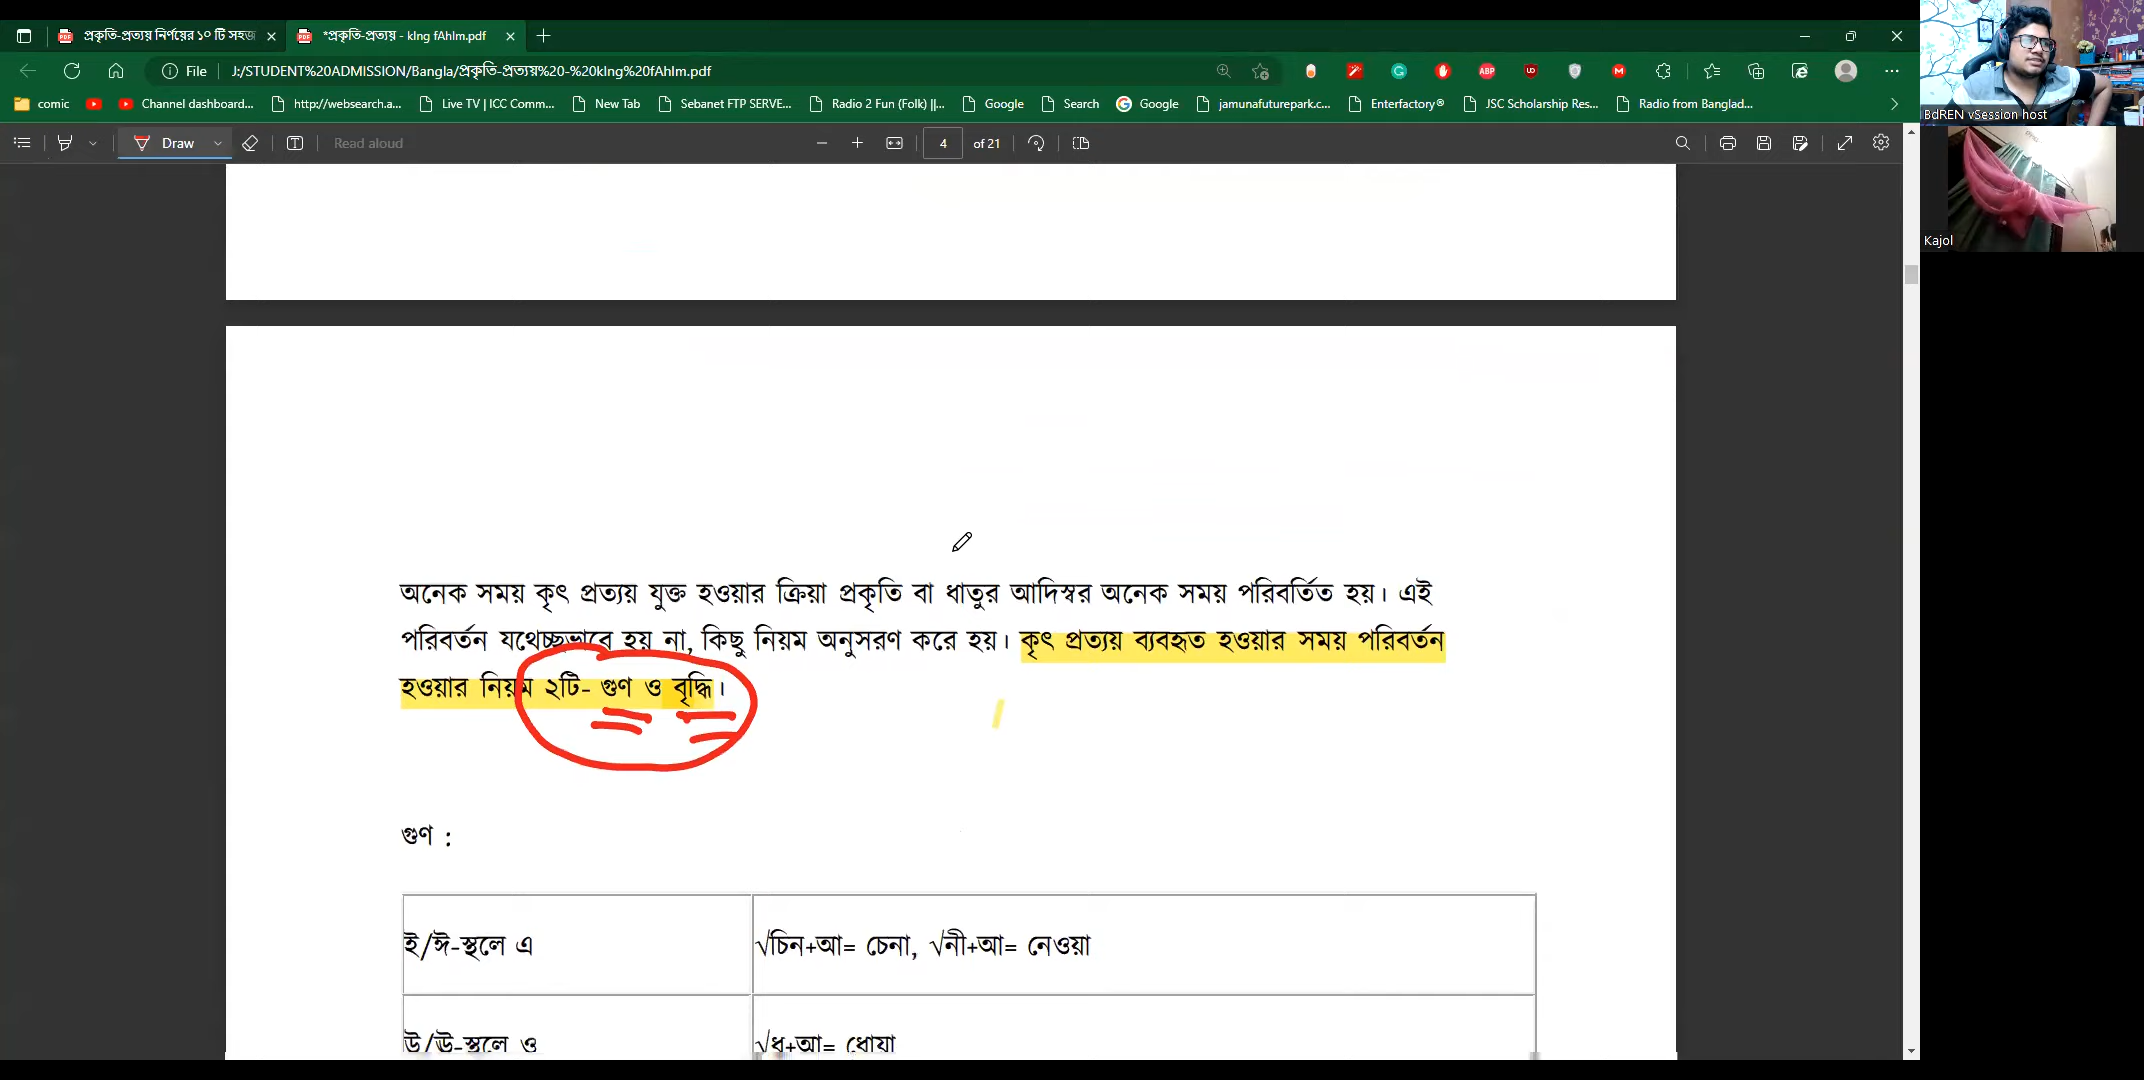 প্রকৃতি-প্রত্যয় নির্ণয়ের ১০ টি সহজ
*প্রকৃতি-প্রত্যয় - kIng fAhIm.pdf
File J:/STUDENT%20ADMISSION/Bangla/প্রকৃতি-প্রত্যয়%20-%20kIng%20fAhIm.pdf
comic Channel dashboard... http://websearch.a... Live TV | ICC Comm... New Tab Sebanet FTP SERVE... Radio 2 Fun (Folk) ||... Google Search Google jamunafuturepark.c... Enterfactory® JSC Scholarship Res... Radio from Banglad...
Draw Read aloud 4 of 21
BdREN vSession host
Kajol
অনেক সময় কৃৎ প্রত্যয় যুক্ত হওয়ার ক্রিয়া প্রকৃতি বা ধাতুর আদিস্বর অনেক সময় পরিবর্তিত হয়। এই
পরিবর্তন যথেচ্ছভাবে হয় না, কিছু নিয়ম অনুসরণ করে হয়। কৃৎ প্রত্যয় ব্যবহৃত হওয়ার সময় পরিবর্তন
হওয়ার নিয়ম ২টি- গুণ ও বৃদ্ধি।
গুণ :
ই/ঈ-স্থলে এ √চিন+আ= চেনা, √নী+আ= নেওয়া
উ/ঊ-স্থলে ও √ধু+আ= ধোয়া